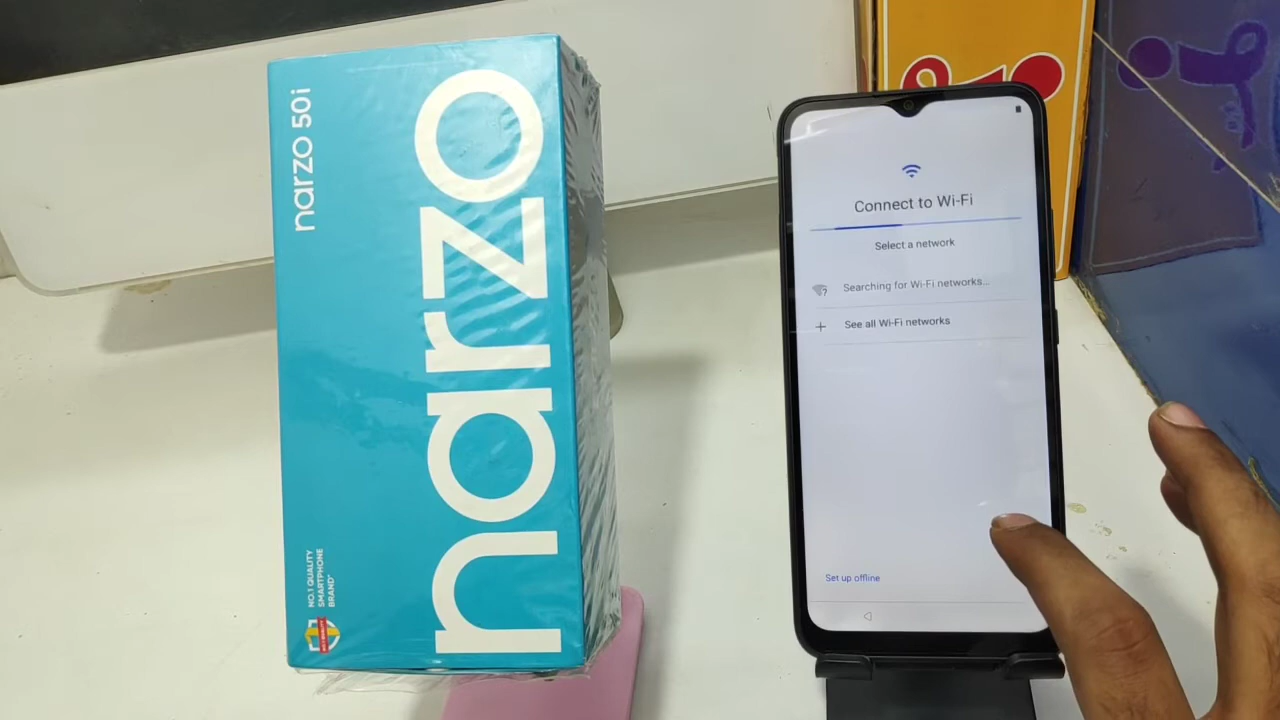 narzo 50i
narzo
NO.1 QUALITY
SMARTPHONE
BRAND*
Connect to Wi-Fi
Select a network
Searching for Wi-Fi networks...
See all Wi-Fi networks
Set up offline